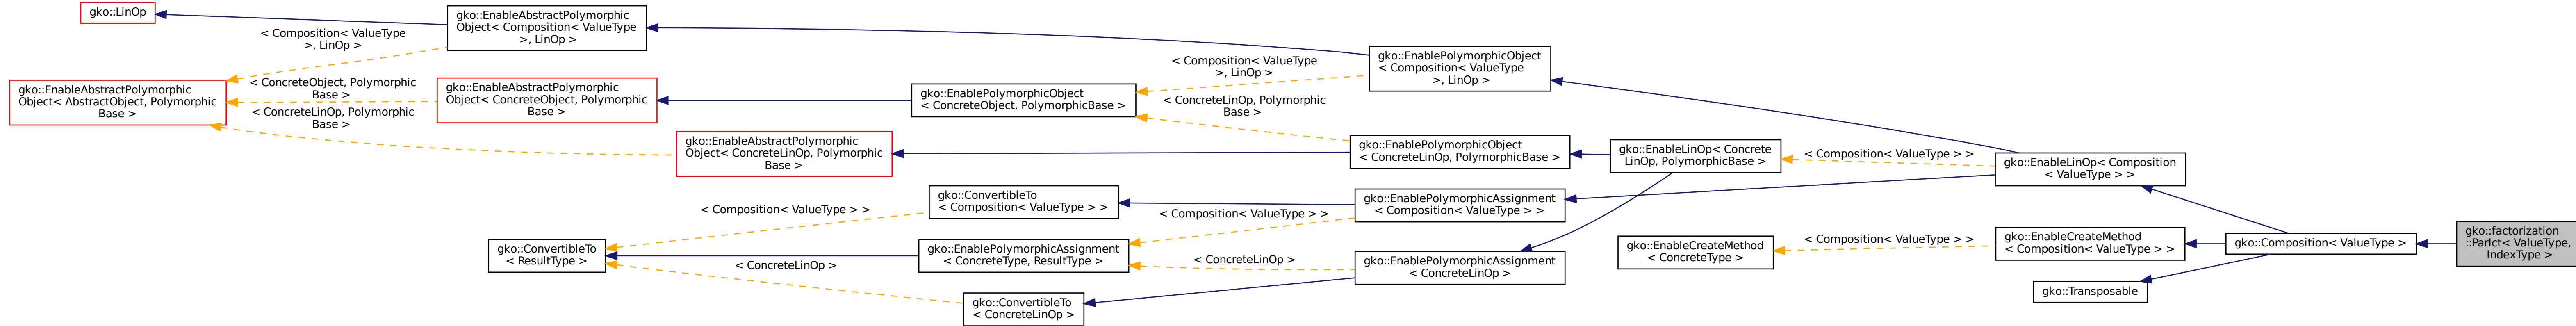 gko::LinOp
gko::EnableAbstractPolymorphic
Object< Composition< ValueType
>, LinOp >
< Composition< ValueType
>, LinOp >
gko::EnableAbstractPolymorphic
Object< AbstractObject, Polymorphic
Base >
< ConcreteObject, Polymorphic
Base >
< ConcreteLinOp, Polymorphic
Base >
gko::EnableAbstractPolymorphic
Object< ConcreteObject, Polymorphic
Base >
gko::EnableAbstractPolymorphic
Object< ConcreteLinOp, Polymorphic
Base >
gko::EnablePolymorphicObject
< ConcreteObject, PolymorphicBase >
< Composition< ValueType
>, LinOp >
< ConcreteLinOp, Polymorphic
Base >
gko::EnablePolymorphicObject
< Composition< ValueType
>, LinOp >
gko::EnablePolymorphicObject
< ConcreteLinOp, PolymorphicBase >
gko::EnableLinOp< Concrete
LinOp, PolymorphicBase >
< Composition< ValueType > >
gko::EnableLinOp< Composition
< ValueType > >
gko::ConvertibleTo
< ResultType >
< Composition< ValueType > >
< ConcreteLinOp >
gko::ConvertibleTo
< Composition< ValueType > >
gko::EnablePolymorphicAssignment
< ConcreteType, ResultType >
gko::ConvertibleTo
< ConcreteLinOp >
< Composition< ValueType > >
< ConcreteLinOp >
gko::EnablePolymorphicAssignment
< Composition< ValueType > >
gko::EnablePolymorphicAssignment
< ConcreteLinOp >
gko::EnableCreateMethod
< ConcreteType >
< Composition< ValueType > >
gko::EnableCreateMethod
< Composition< ValueType > >
gko::Transposable
gko::Composition< ValueType >
gko::factorization
::ParIct< ValueType,
IndexType >